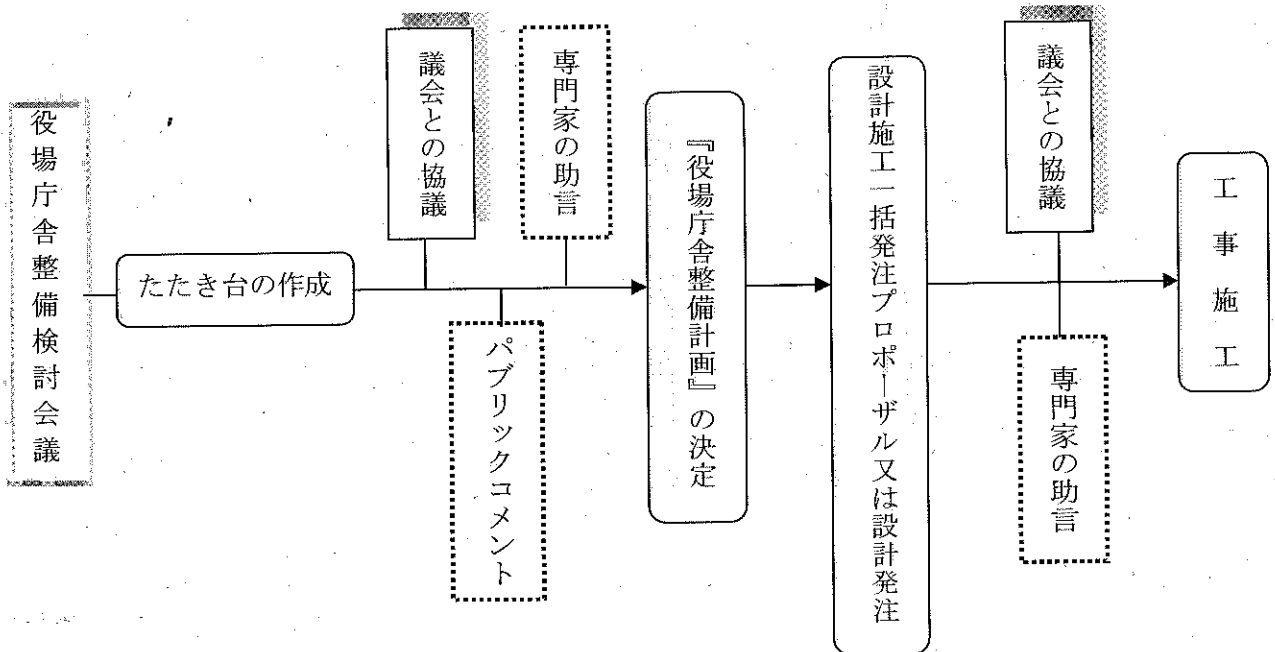 役場庁舎整備検討会議
たたき台の作成
議会との協議
パブリックコメント
専門家の助言
『役場庁舎整備計画』の決定
設計施工一括発注プロポーザル又は設計発注
議会との協議
専門家の助言
工事施工